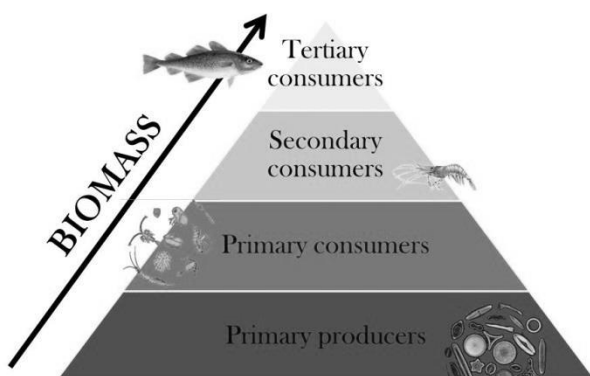 Tertiary
consumers
Secondary
consumers
BIOMASS
Primary consumers
Primary producers